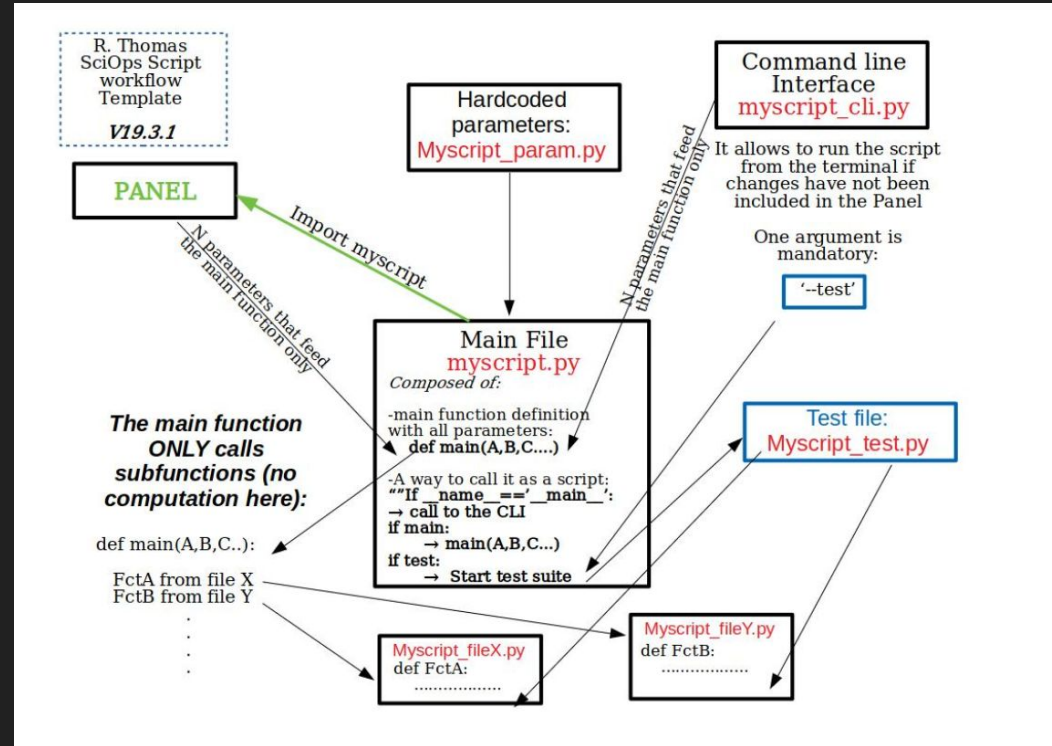 R. Thomas
SciOps Script
workflow
Template
V19.3.1
PANEL
Import myscript
N parameters that feed
the main function only
Hardcoded
parameters:
Myscript_param.py
Command line
Interface
myscript_cli.py
It allows to run the script
from the terminal if
changes have not been
included in the Panel
One argument is
mandatory:
‘--test’
N parameters that feed
the main function only
Main File
myscript.py
Composed of:
-main function definition
with all parameters:
def main(A,B,C....)
-A way to call it as a script:
“”If __name__==’__main__’:
→ call to the CLI
if main:
→ main(A,B,C...)
if test:
→ Start test suite
Test file:
Myscript_test.py
The main function
ONLY calls
subfunctions (no
computation here):
def main(A,B,C..):
FctA from file X
FctB from file Y
.
.
.
.
Myscript_fileX.py
def FctA:
...................
Myscript_fileY.py
def FctB:
...................